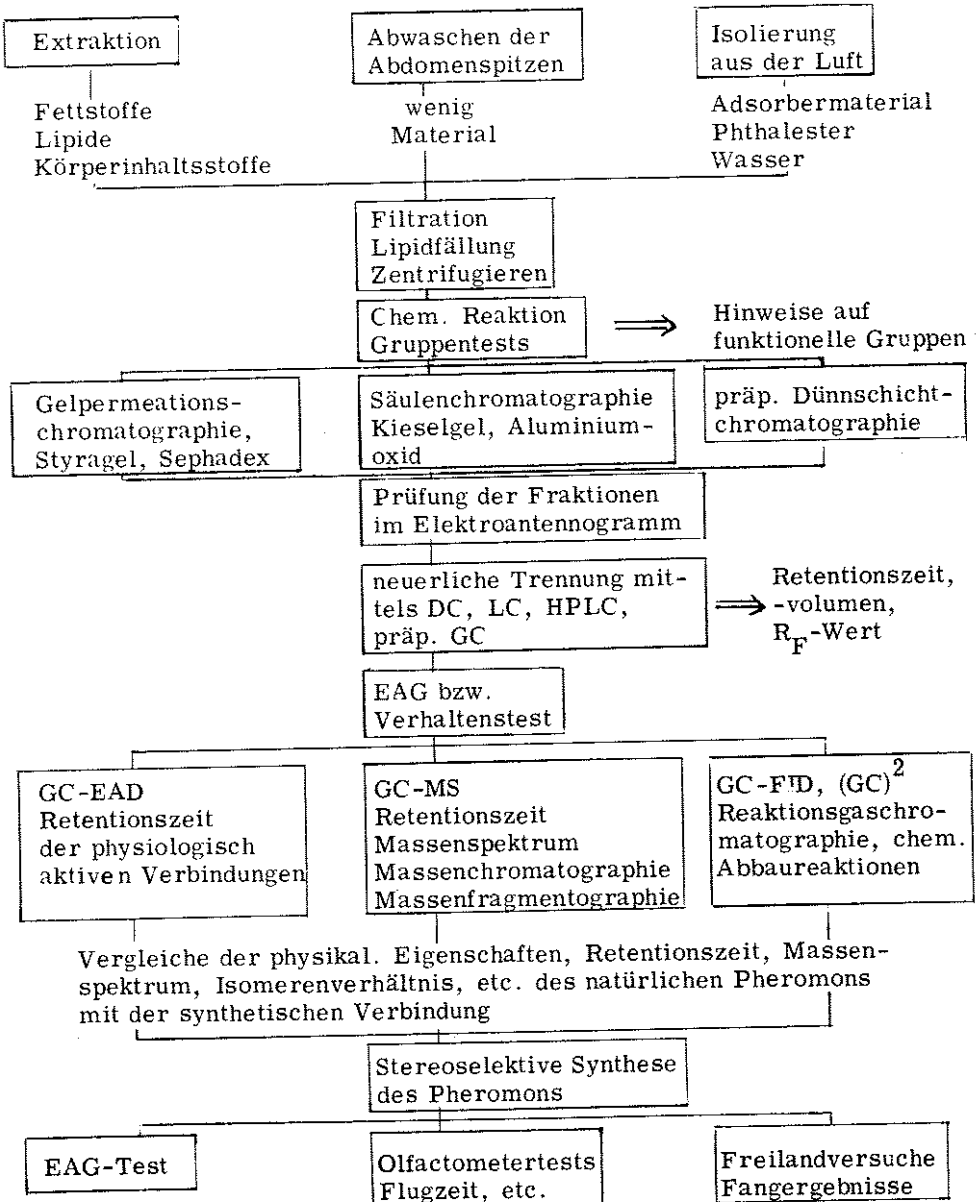 Extraktion
Abwaschen der
Abdomenspitzen
Isolierung
aus der Luft
Fettstoffe
Lipide
Körperinhaltsstoffe
wenig
Material
Adsorbermaterial
Phthalester
Wasser
Filtration
Lipidfällung
Zentrifugieren
Chem. Reaktion
Gruppentests
⟹
Hinweise auf
funktionelle Gruppen
Gelpermeations-
chromatographie,
Styragel, Sephadex
Säulenchromatographie
Kieselgel, Aluminium-
oxid
präp. Dünnschicht-
chromatographie
Prüfung der Fraktionen
im Elektroantennogramm
neuerliche Trennung mit-
tels DC, LC, HPLC,
präp. GC
⟹
Retentionszeit,
-volumen,
R_F-Wert
EAG bzw.
Verhaltenstest
GC-EAD
Retentionszeit
der physiologisch
aktiven Verbindungen
GC-MS
Retentionszeit
Massenspektrum
Massenchromatographie
Massenfragmentographie
GC-FID, (GC)²
Reaktionsgaschro-
matographie, chem.
Abbaureaktionen
Vergleiche der physikal. Eigenschaften, Retentionszeit, Massen-
spektrum, Isomerenverhältnis, etc. des natürlichen Pheromons
mit der synthetischen Verbindung
Stereoselektive Synthese
des Pheromons
EAG-Test
Olfactometertests
Flugzeit, etc.
Freilandversuche
Fangergebnisse